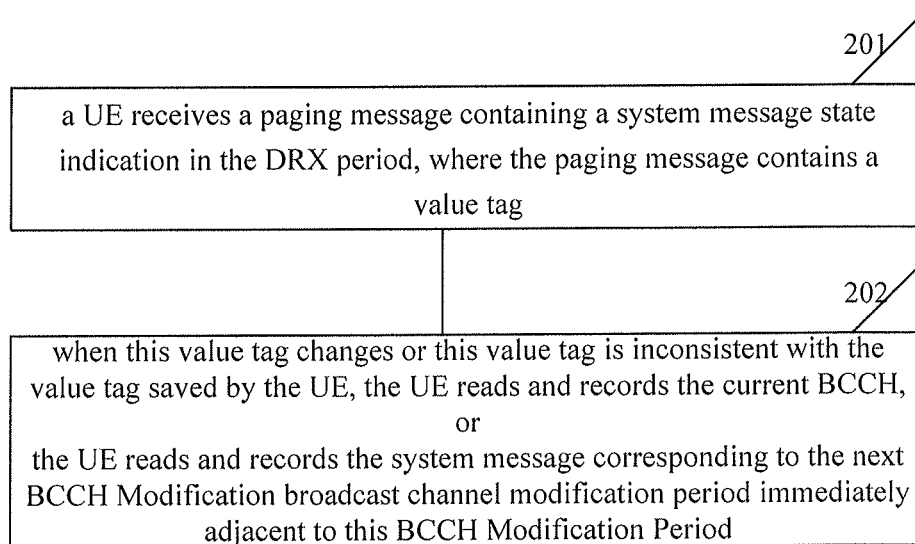 201
a UE receives a paging message containing a system message state
indication in the DRX period, where the paging message contains a
value tag
202
when this value tag changes or this value tag is inconsistent with the
value tag saved by the UE, the UE reads and records the current BCCH,
or
the UE reads and records the system message corresponding to the next
BCCH Modification broadcast channel modification period immediately
adjacent to this BCCH Modification Period